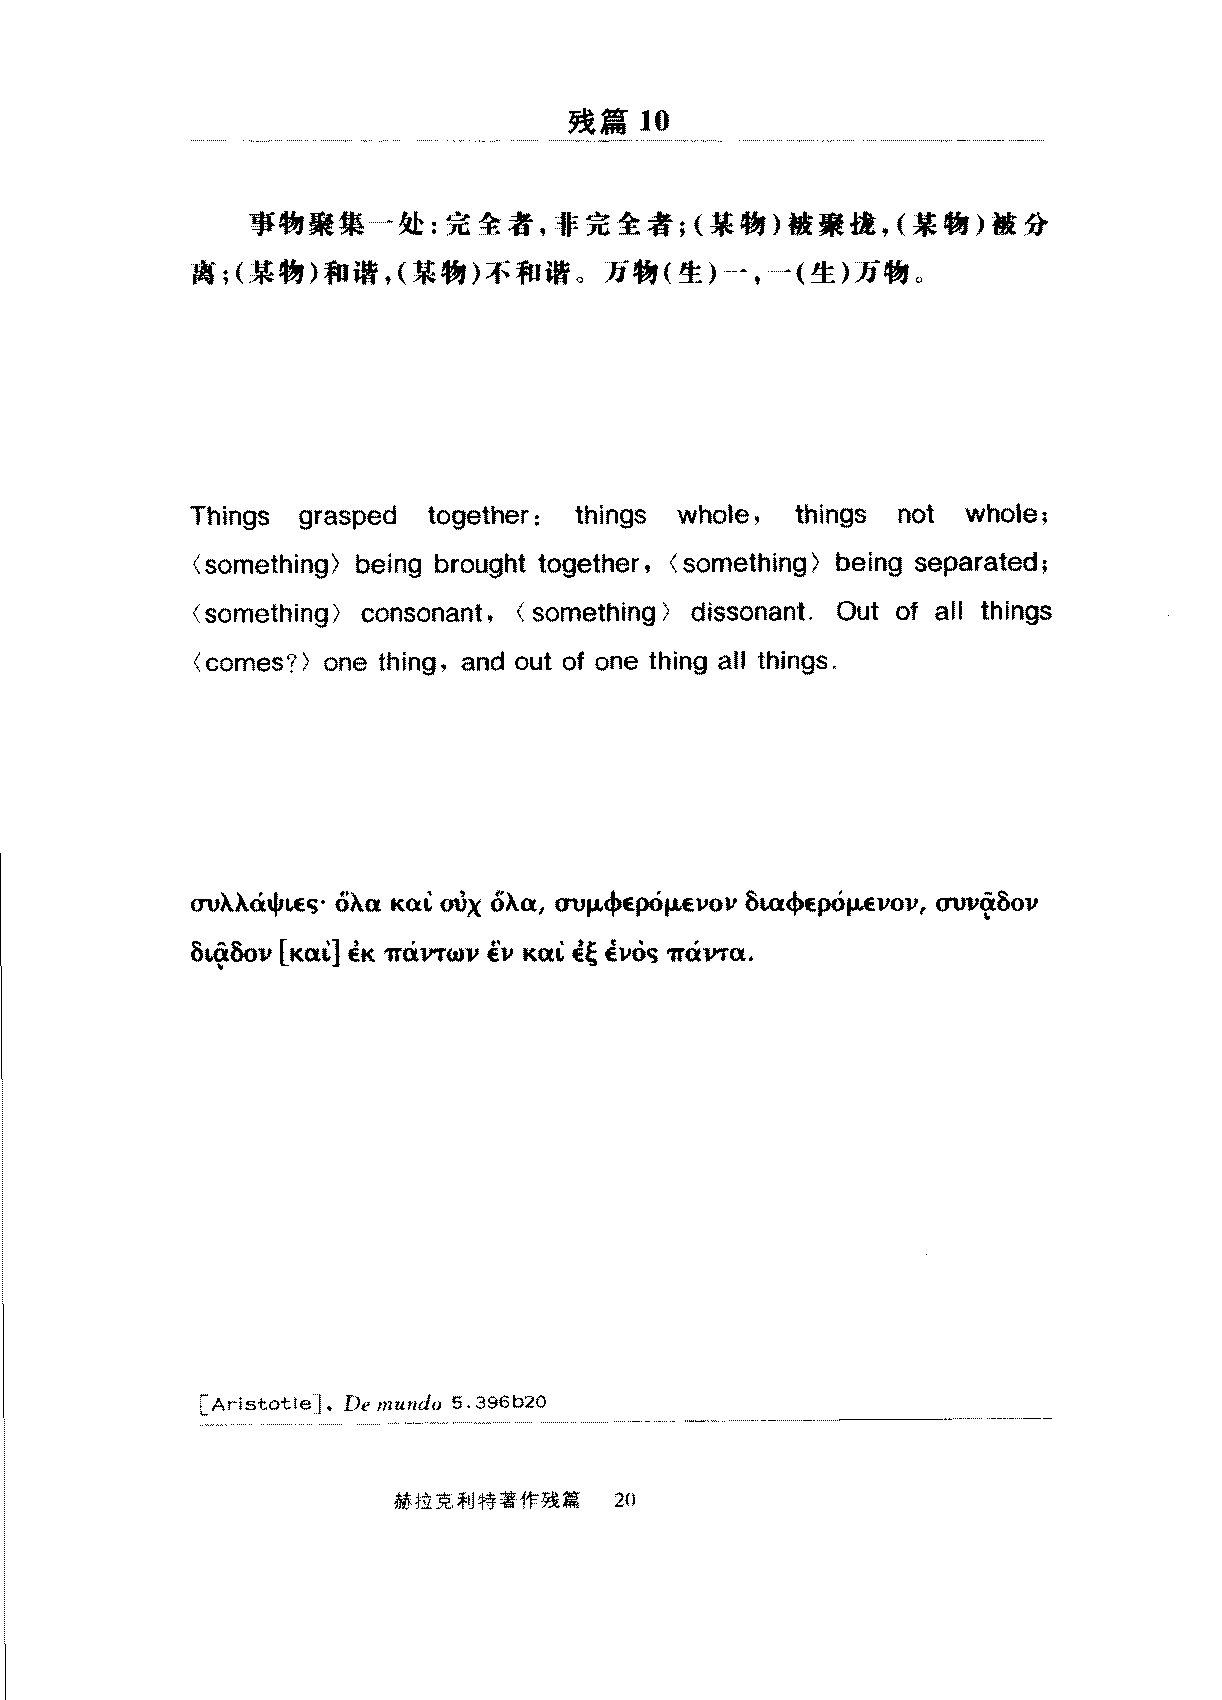 残篇 10
事物聚集一处:完全者,非完全者;(某物)被聚拢,(某物)被分
离;(某物)和谐,(某物)不和谐。万物(生)一,一(生)万物。
Things grasped together: things whole, things not whole;
〈something〉 being brought together, 〈something〉 being separated;
〈something〉 consonant, 〈something〉 dissonant. Out of all things
〈comes?〉 one thing, and out of one thing all things.
συλλάψιες· ὅλα καὶ οὐχ ὅλα, συμφερόμενον διαφερόμενον, συνᾷδον
διᾷδον [καὶ] ἐκ πάντων ἓν καὶ ἐξ ἑνὸς πάντα.
[Aristotle], De mundo 5.396b20
赫拉克利特著作残篇 20